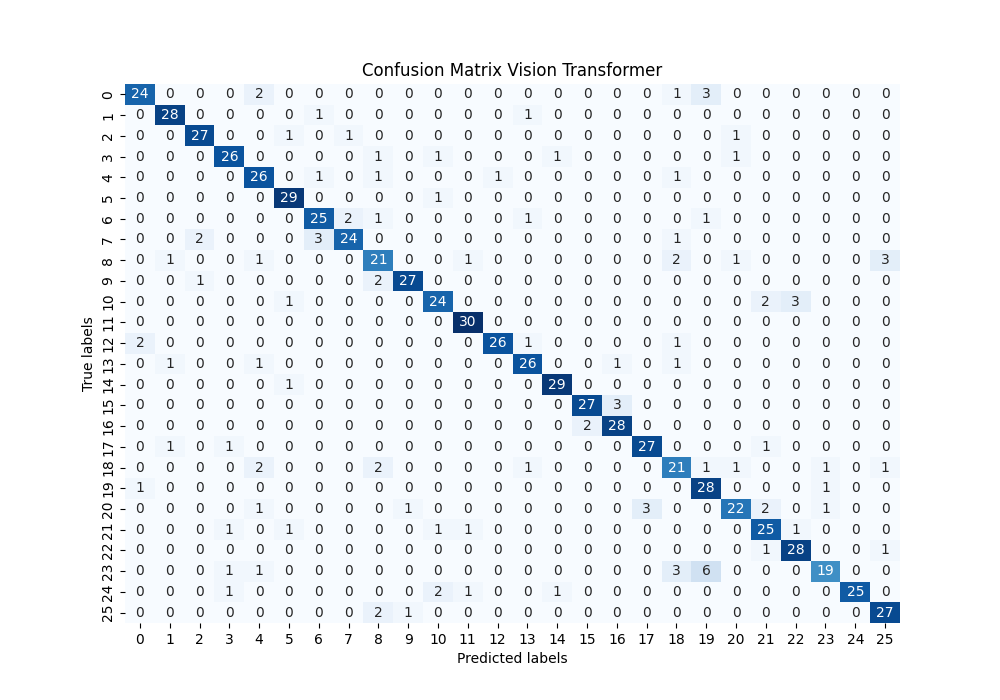 Confusion Matrix Vision Transformer
0 24 0 0 0 2 0 0 0 0 0 0 0 0 0 0 0 0 0 1 3 0 0 0 0 0 0
1 0 28 0 0 0 0 1 0 0 0 0 0 0 1 0 0 0 0 0 0 0 0 0 0 0 0
2 0 0 27 0 0 1 0 1 0 0 0 0 0 0 0 0 0 0 0 0 1 0 0 0 0 0
3 0 0 0 26 0 0 0 0 1 0 1 0 0 0 1 0 0 0 0 0 1 0 0 0 0 0
4 0 0 0 0 26 0 1 0 1 0 0 0 1 0 0 0 0 0 1 0 0 0 0 0 0 0
5 0 0 0 0 0 29 0 0 0 0 1 0 0 0 0 0 0 0 0 0 0 0 0 0 0 0
6 0 0 0 0 0 0 25 2 1 0 0 0 0 1 0 0 0 0 0 1 0 0 0 0 0 0
7 0 0 2 0 0 0 3 24 0 0 0 0 0 0 0 0 0 0 1 0 0 0 0 0 0 0
8 0 1 0 0 1 0 0 0 21 0 0 1 0 0 0 0 0 0 2 0 1 0 0 0 0 3
9 0 0 1 0 0 0 0 0 2 27 0 0 0 0 0 0 0 0 0 0 0 0 0 0 0 0
10 0 0 0 0 0 1 0 0 0 0 24 0 0 0 0 0 0 0 0 0 0 2 3 0 0 0
11 0 0 0 0 0 0 0 0 0 0 0 30 0 0 0 0 0 0 0 0 0 0 0 0 0 0
12 2 0 0 0 0 0 0 0 0 0 0 0 26 1 0 0 0 0 1 0 0 0 0 0 0 0
13 0 1 0 0 1 0 0 0 0 0 0 0 0 26 0 0 1 0 1 0 0 0 0 0 0 0
14 0 0 0 0 0 1 0 0 0 0 0 0 0 0 29 0 0 0 0 0 0 0 0 0 0 0
15 0 0 0 0 0 0 0 0 0 0 0 0 0 0 0 27 3 0 0 0 0 0 0 0 0 0
16 0 0 0 0 0 0 0 0 0 0 0 0 0 0 0 2 28 0 0 0 0 0 0 0 0 0
17 0 1 0 1 0 0 0 0 0 0 0 0 0 0 0 0 0 27 0 0 0 1 0 0 0 0
18 0 0 0 0 2 0 0 0 2 0 0 0 0 1 0 0 0 0 21 1 1 0 0 1 0 1
19 1 0 0 0 0 0 0 0 0 0 0 0 0 0 0 0 0 0 0 28 0 0 0 1 0 0
20 0 0 0 0 1 0 0 0 0 1 0 0 0 0 0 0 0 3 0 0 22 2 0 1 0 0
21 0 0 0 1 0 1 0 0 0 0 1 1 0 0 0 0 0 0 0 0 0 25 1 0 0 0
22 0 0 0 0 0 0 0 0 0 0 0 0 0 0 0 0 0 0 0 0 0 1 28 0 0 1
23 0 0 0 1 1 0 0 0 0 0 0 0 0 0 0 0 0 0 3 6 0 0 0 19 0 0
24 0 0 0 1 0 0 0 0 0 0 2 1 0 0 1 0 0 0 0 0 0 0 0 0 25 0
25 0 0 0 0 0 0 0 0 2 1 0 0 0 0 0 0 0 0 0 0 0 0 0 0 0 27
True labels
0 1 2 3 4 5 6 7 8 9 10 11 12 13 14 15 16 17 18 19 20 21 22 23 24 25
Predicted labels